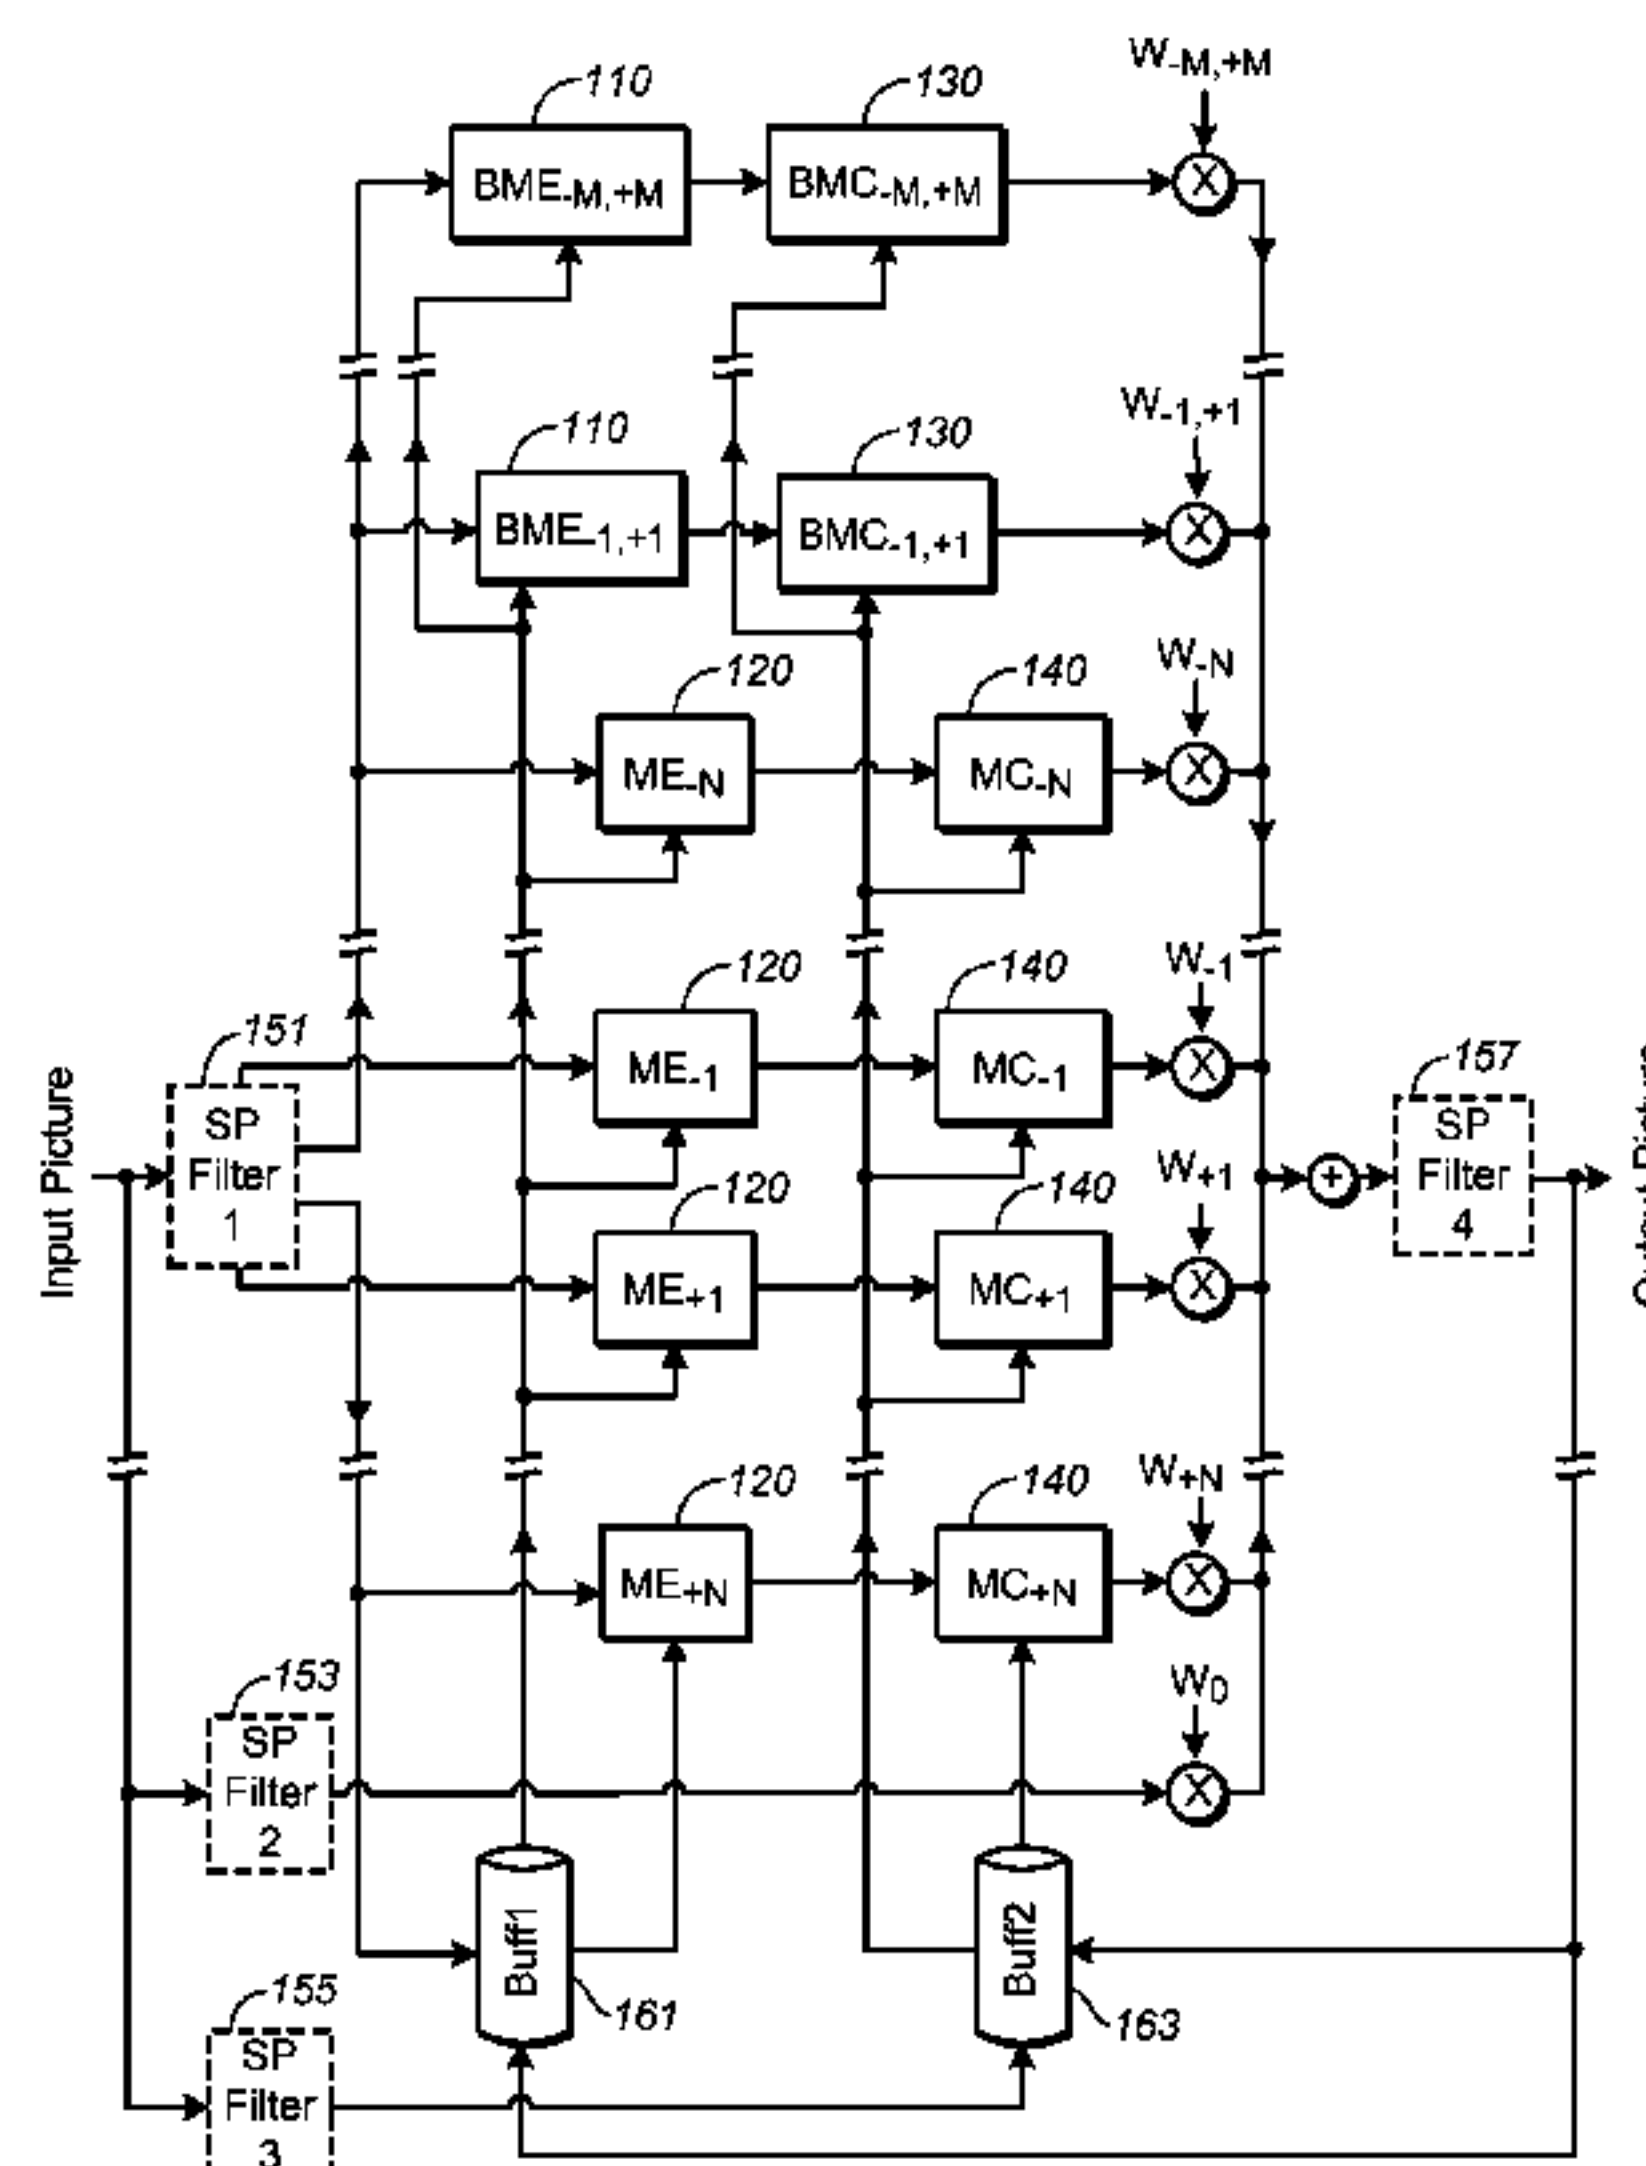 W-M,+M
110
130
BME-M,+M
BMC-M,+M
X
W-1,+1
110
130
BME-1,+1
BMC-1,+1
X
W-N
120
140
ME-N
MC-N
X
W-1
120
140
151
ME-1
MC-1
X
157
Input Picture
SP
Filter
1
SP
Filter
4
+
W+1
120
140
ME+1
MC+1
X
W+N
120
140
ME+N
MC+N
X
153
W0
SP
Filter
2
X
Buff1
Buff2
161
163
155
SP
Filter
3